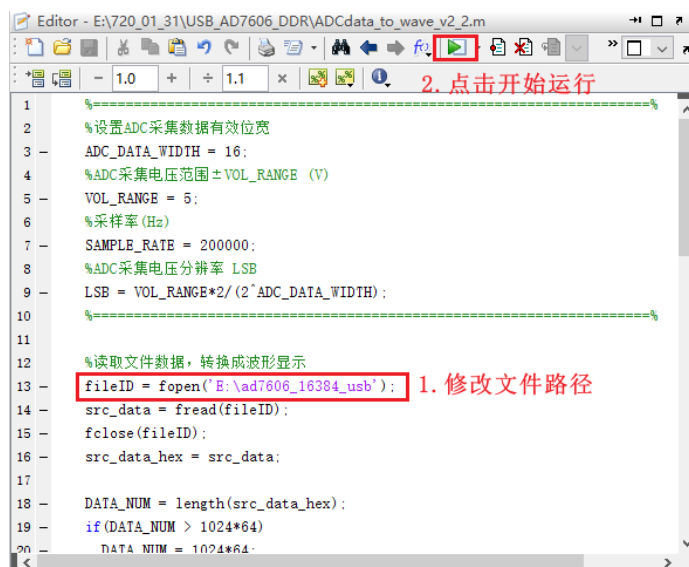 Editor - E:\720_01_31\USB_AD7606_DDR\ADCdata_to_wave_v2_2.m
− 1.0 + ÷ 1.1 ×
2. 点击开始运行
1 %====================================================================%
2 %设置ADC采集数据有效位宽
3 – ADC_DATA_WIDTH = 16;
4 %ADC采集电压范围±VOL_RANGE (V)
5 – VOL_RANGE = 5;
6 %采样率(Hz)
7 – SAMPLE_RATE = 200000;
8 %ADC采集电压分辨率 LSB
9 – LSB = VOL_RANGE*2/(2^ADC_DATA_WIDTH);
10 %====================================================================%
11
12 %读取文件数据，转换成波形显示
13 – fileID = fopen('E:\ad7606_16384_usb'); 1. 修改文件路径
14 – src_data = fread(fileID);
15 – fclose(fileID);
16 – src_data_hex = src_data;
17
18 – DATA_NUM = length(src_data_hex);
19 – if(DATA_NUM > 1024*64)
20 – DATA_NUM = 1024*64;